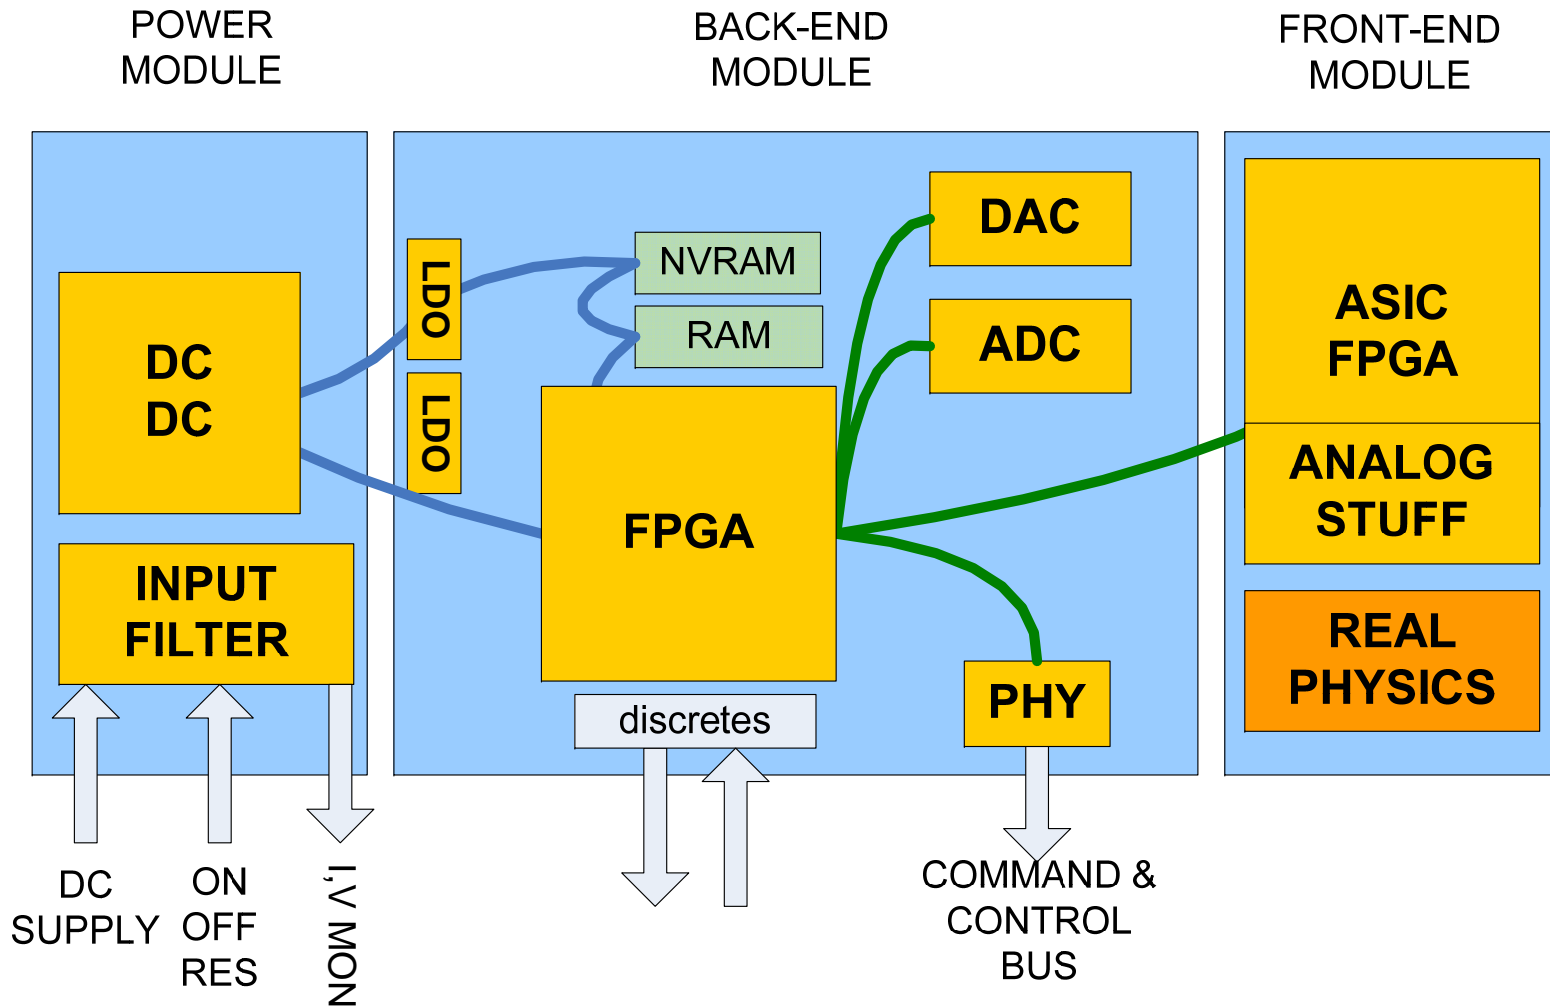 POWER
MODULE
BACK-END
MODULE
FRONT-END
MODULE
DC
DC
INPUT
FILTER
LDO
LDO
NVRAM
RAM
FPGA
discretes
DAC
ADC
PHY
ASIC
FPGA
ANALOG
STUFF
REAL
PHYSICS
DC
SUPPLY
ON
OFF
RES
I,V MON
COMMAND &
CONTROL
BUS